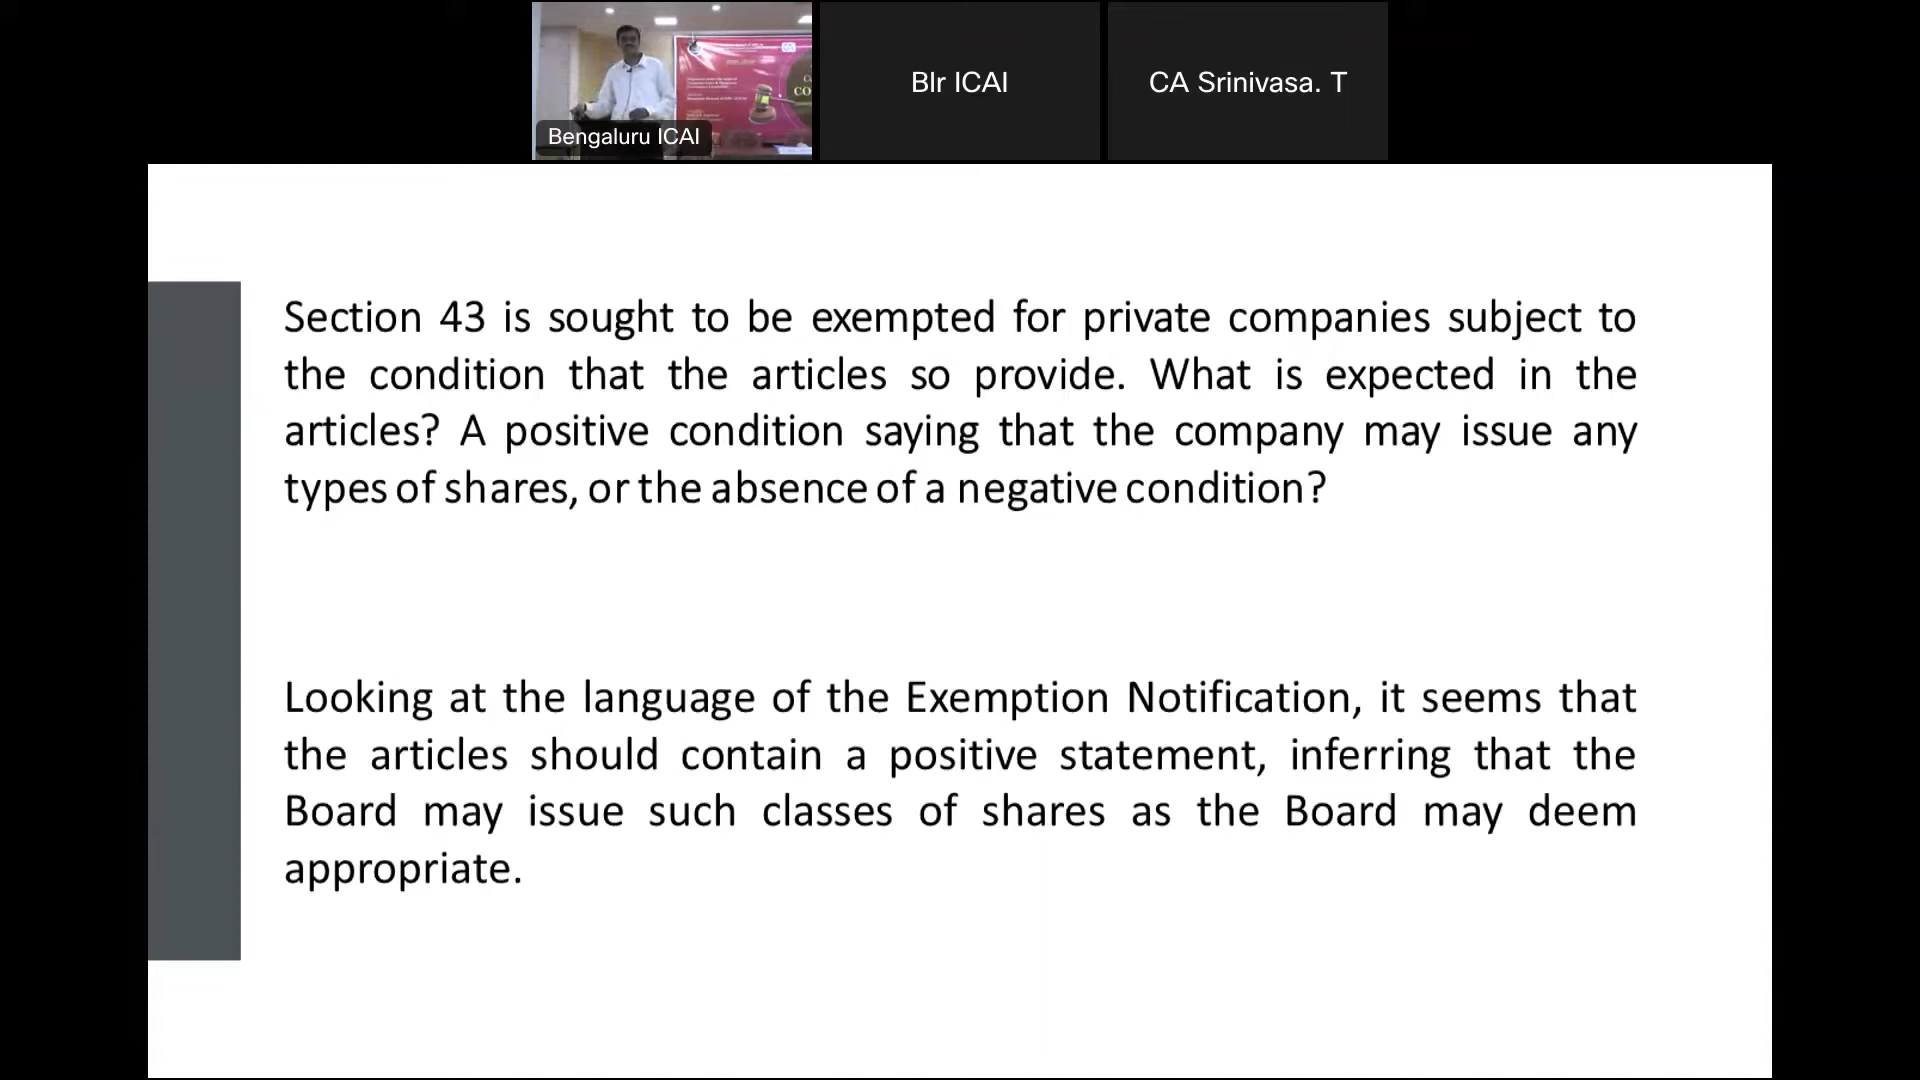 Bengaluru ICAI
Blr ICAI
CA Srinivasa. T
Section 43 is sought to be exempted for private companies subject to
the condition that the articles so provide. What is expected in the
articles? A positive condition saying that the company may issue any
types of shares, or the absence of a negative condition?
Looking at the language of the Exemption Notification, it seems that
the articles should contain a positive statement, inferring that the
Board may issue such classes of shares as the Board may deem
appropriate.